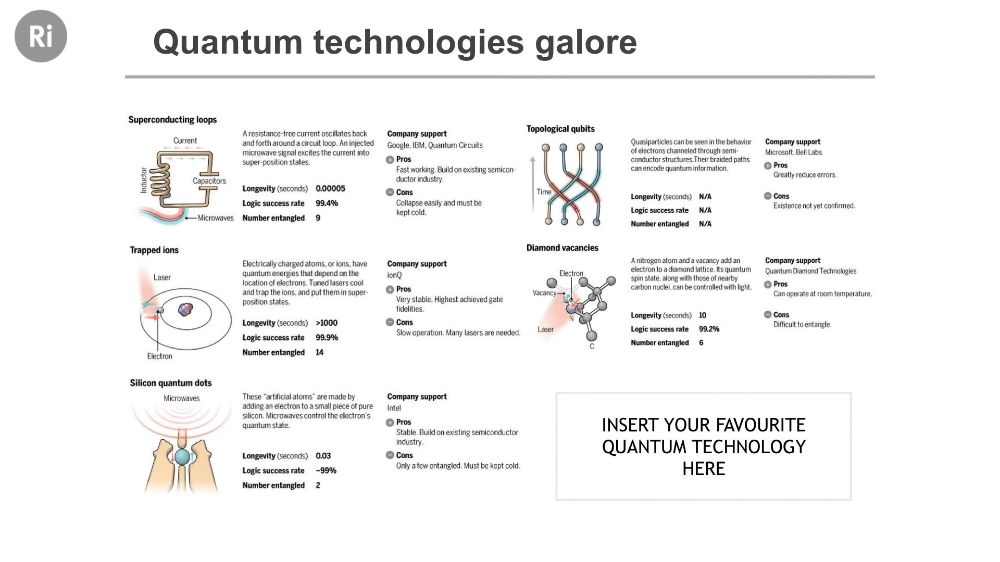 Ri
Quantum technologies galore
Superconducting loops
Current
Inductor
Capacitors
Microwaves
A resistance-free current oscillates back
and forth around a circuit loop. An injected
microwave signal excites the current into
super-position states.
Longevity (seconds) 0.00005
Logic success rate 99.4%
Number entangled 9
Company support
Google, IBM, Quantum Circuits
+ Pros
Fast working. Build on existing semicon-
ductor industry.
− Cons
Collapse easily and must be
kept cold.
Trapped ions
Laser
Electron
Electrically charged atoms, or ions, have
quantum energies that depend on the
location of electrons. Tuned lasers cool
and trap the ions, and put them in super-
position states.
Longevity (seconds) >1000
Logic success rate 99.9%
Number entangled 14
Company support
ionQ
+ Pros
Very stable. Highest achieved gate
fidelities.
− Cons
Slow operation. Many lasers are needed.
Silicon quantum dots
Microwaves
These “artificial atoms” are made by
adding an electron to a small piece of pure
silicon. Microwaves control the electron’s
quantum state.
Longevity (seconds) 0.03
Logic success rate ~99%
Number entangled 2
Company support
Intel
+ Pros
Stable. Build on existing semiconductor
industry.
− Cons
Only a few entangled. Must be kept cold.
Topological qubits
Time
Quasiparticles can be seen in the behavior
of electrons channeled through semi-
conductor structures.Their braided paths
can encode quantum information.
Longevity (seconds) N/A
Logic success rate N/A
Number entangled N/A
Company support
Microsoft, Bell Labs
+ Pros
Greatly reduce errors.
− Cons
Existence not yet confirmed.
Diamond vacancies
Electron
Vacancy
N
Laser
C
A nitrogen atom and a vacancy add an
electron to a diamond lattice. Its quantum
spin state, along with those of nearby
carbon nuclei, can be controlled with light.
Longevity (seconds) 10
Logic success rate 99.2%
Number entangled 6
Company support
Quantum Diamond Technologies
+ Pros
Can operate at room temperature.
− Cons
Difficult to entangle.
INSERT YOUR FAVOURITE
QUANTUM TECHNOLOGY
HERE